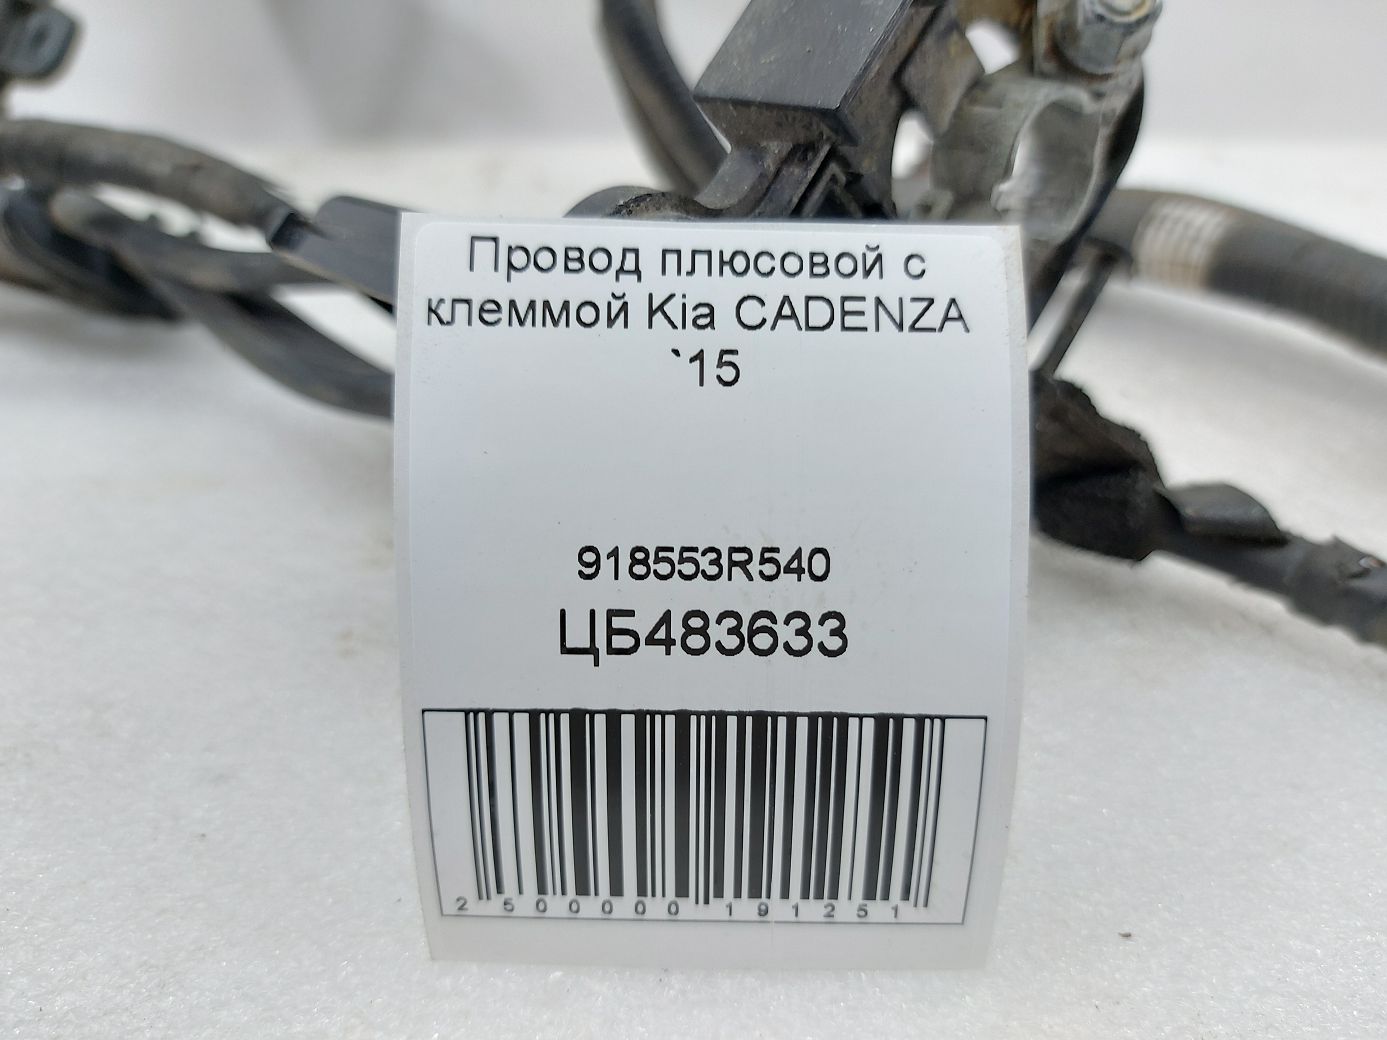 Провод плюсовой с
клеммой Kia CADENZA
`15
918553R540
ЦБ483633
2 500000 191251